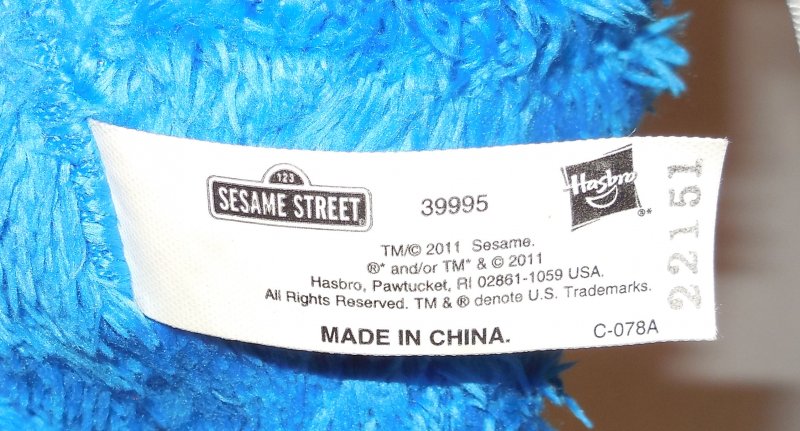 123
SESAME STREET
39995
Hasbro
®*
TM/© 2011 Sesame.
®* and/or TM* & © 2011
Hasbro, Pawtucket, RI 02861-1059 USA.
All Rights Reserved. TM & ® denote U.S. Trademarks.
MADE IN CHINA.
C-078A
22151